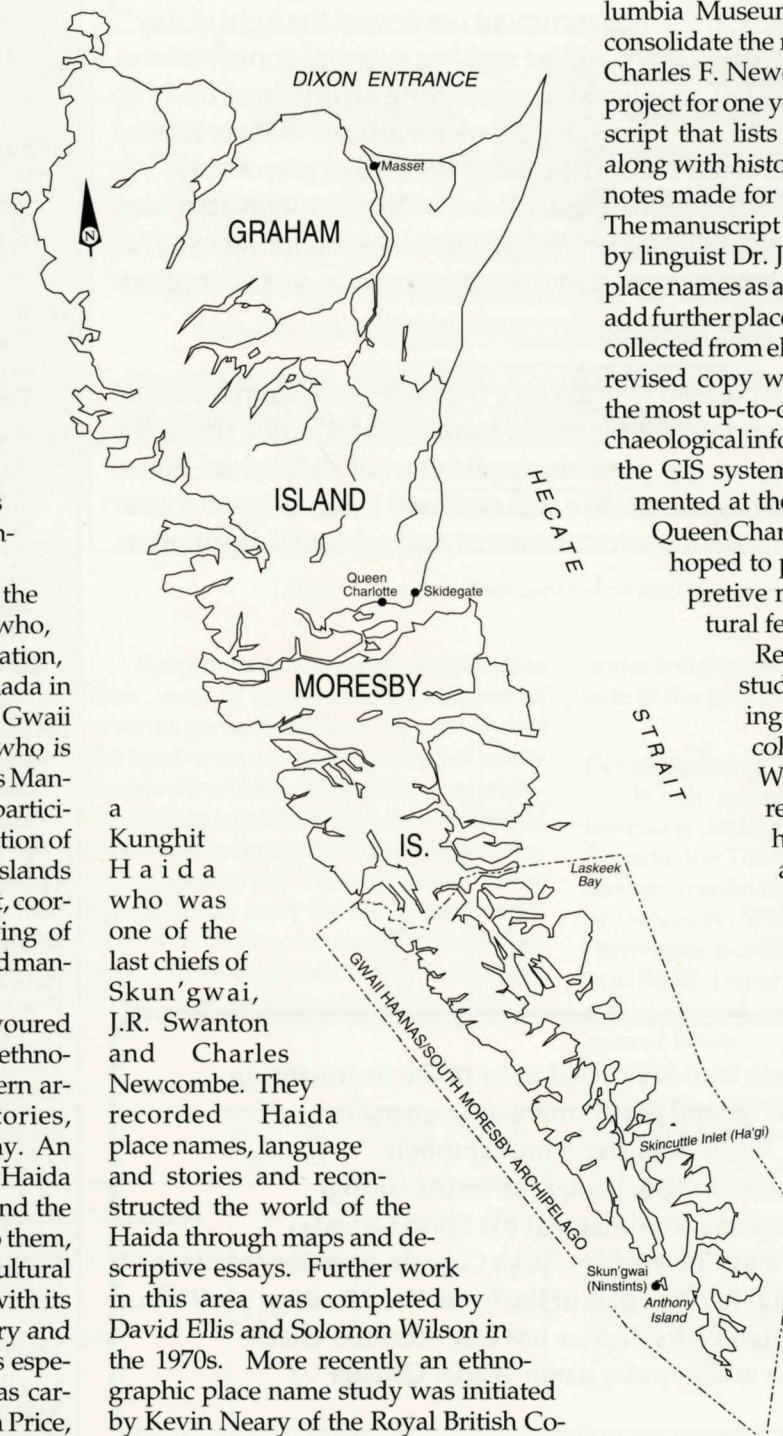 s
n-
the
who,
ation,
nada in
Gwaii
who is
s Man-
partici-
tion of
slands
t, coor-
ring of
d man-
voured
ethno-
ern ar-
tories,
ay. An
Haida
nd the
o them,
ultural
with its
ry and
s espe-
as car-
n Price,
a
Kunghit
Haida
who was
one of the
last chiefs of
Skun'gwai,
J.R. Swanton
and Charles
Newcombe. They
recorded Haida
place names, language
and stories and recon-
structed the world of the
Haida through maps and de-
scriptive essays. Further work
in this area was completed by
David Ellis and Solomon Wilson in
the 1970s. More recently an ethno-
graphic place name study was initiated
by Kevin Neary of the Royal British Co-
lumbia Museum
consolidate the r
Charles F. Newc
project for one y
script that lists
along with histo
notes made for
The manuscript
by linguist Dr. J
place names as a
add further place
collected from el
revised copy w
the most up-to-d
chaeological info
the GIS system
mented at the
Queen Char
hoped to p
pretive m
tural fe
Re
stud
ing
col
W
re
h
a
DIXON ENTRANCE
Masset
N
GRAHAM
ISLAND
HECATE
STRAIT
Queen
Charlotte
Skidegate
MORESBY
IS.
Laskeek
Bay
GWAII HAANAS/SOUTH MORESBY ARCHIPELAGO
Skincuttle Inlet (Ha'gi)
Skun'gwai
(Ninstints)
Anthony
Island